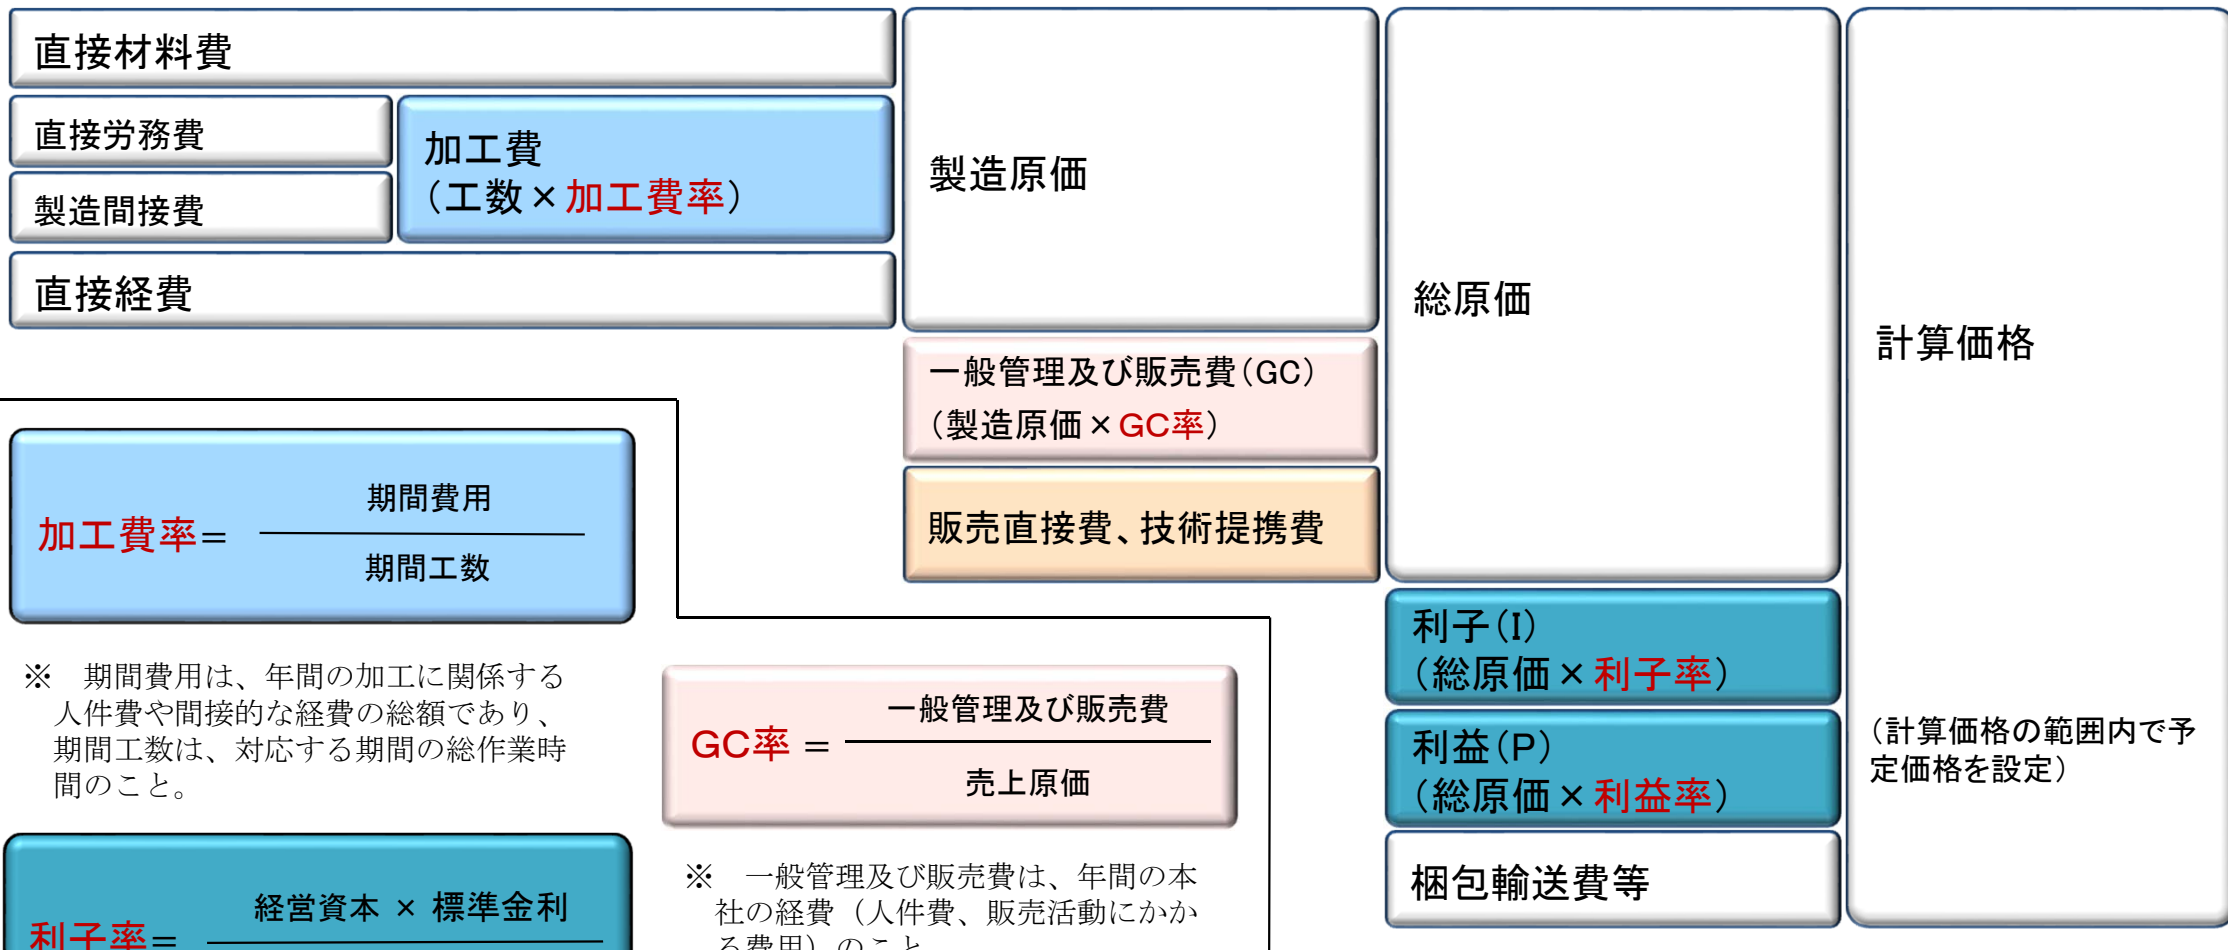 直接材料費
直接労務費
製造間接費
加工費
（工数×加工費率）
直接経費
製造原価
一般管理及び販売費（GC）
（製造原価×GC率）
販売直接費、技術提携費
総原価
利子（I）
（総原価×利子率）
利益（P）
（総原価×利益率）
梱包輸送費等
計算価格
（計算価格の範囲内で予
定価格を設定）
加工費率＝
期間費用
期間工数
※　期間費用は、年間の加工に関係する
人件費や間接的な経費の総額であり、
期間工数は、対応する期間の総作業時
間のこと。
GC率＝
一般管理及び販売費
売上原価
※　一般管理及び販売費は、年間の本
社の経費（人件費、販売活動にかか
る費用）のこと
利子率＝
経営資本 × 標準金利